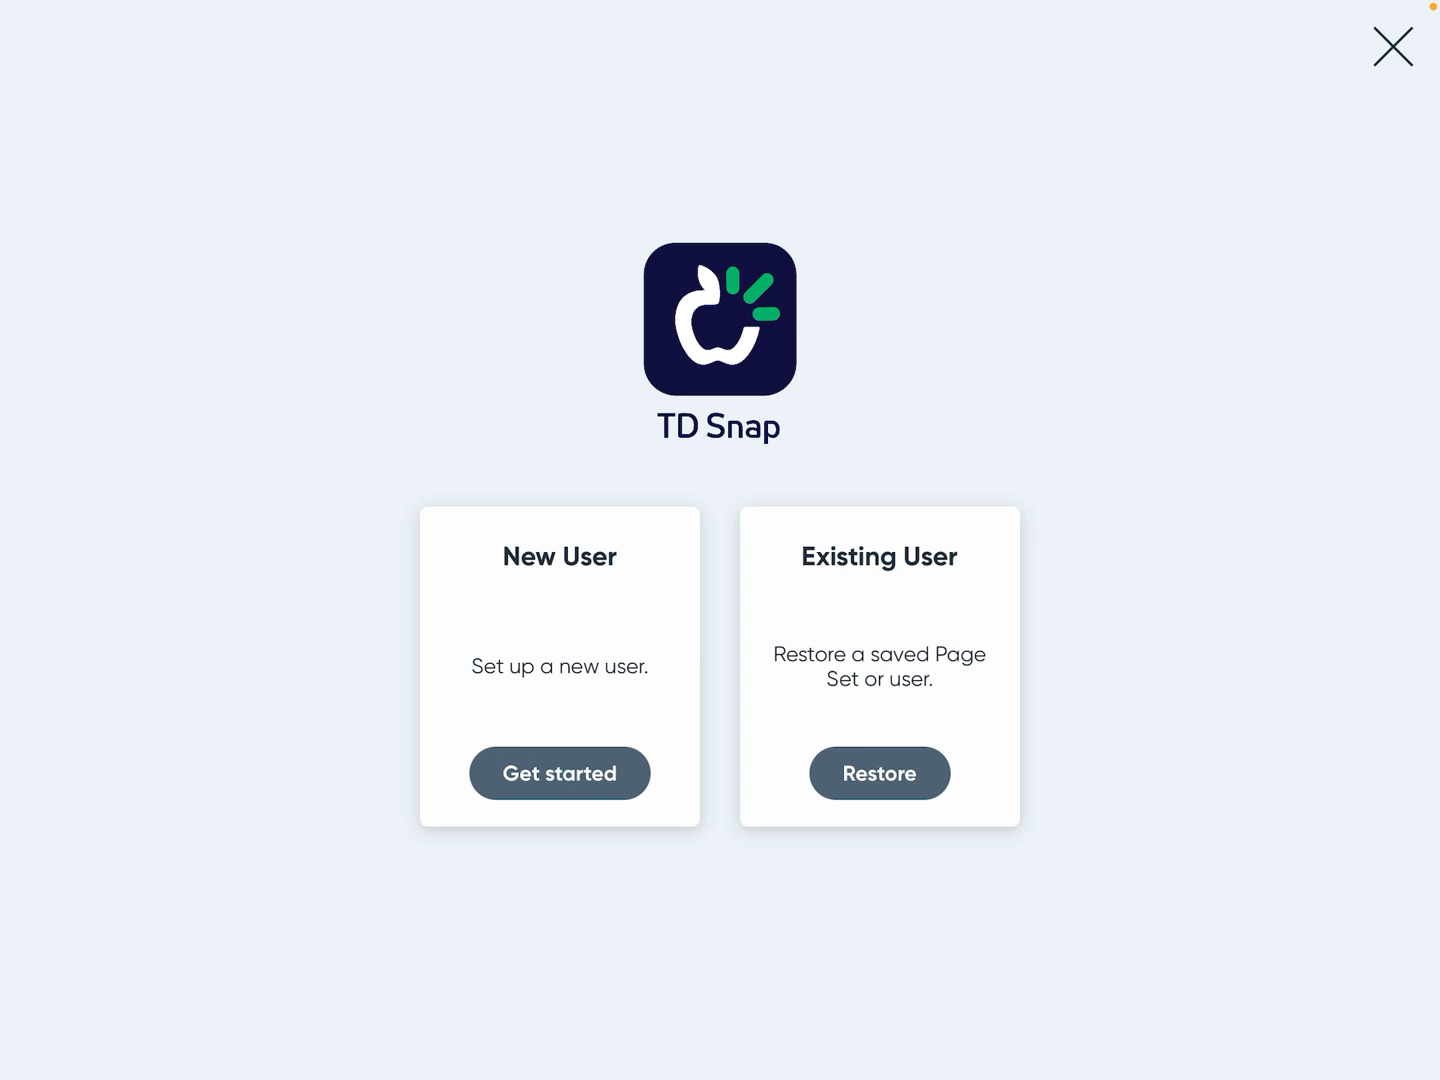 TD Snap
New User
Set up a new user.
Get started
Existing User
Restore a saved Page
Set or user.
Restore